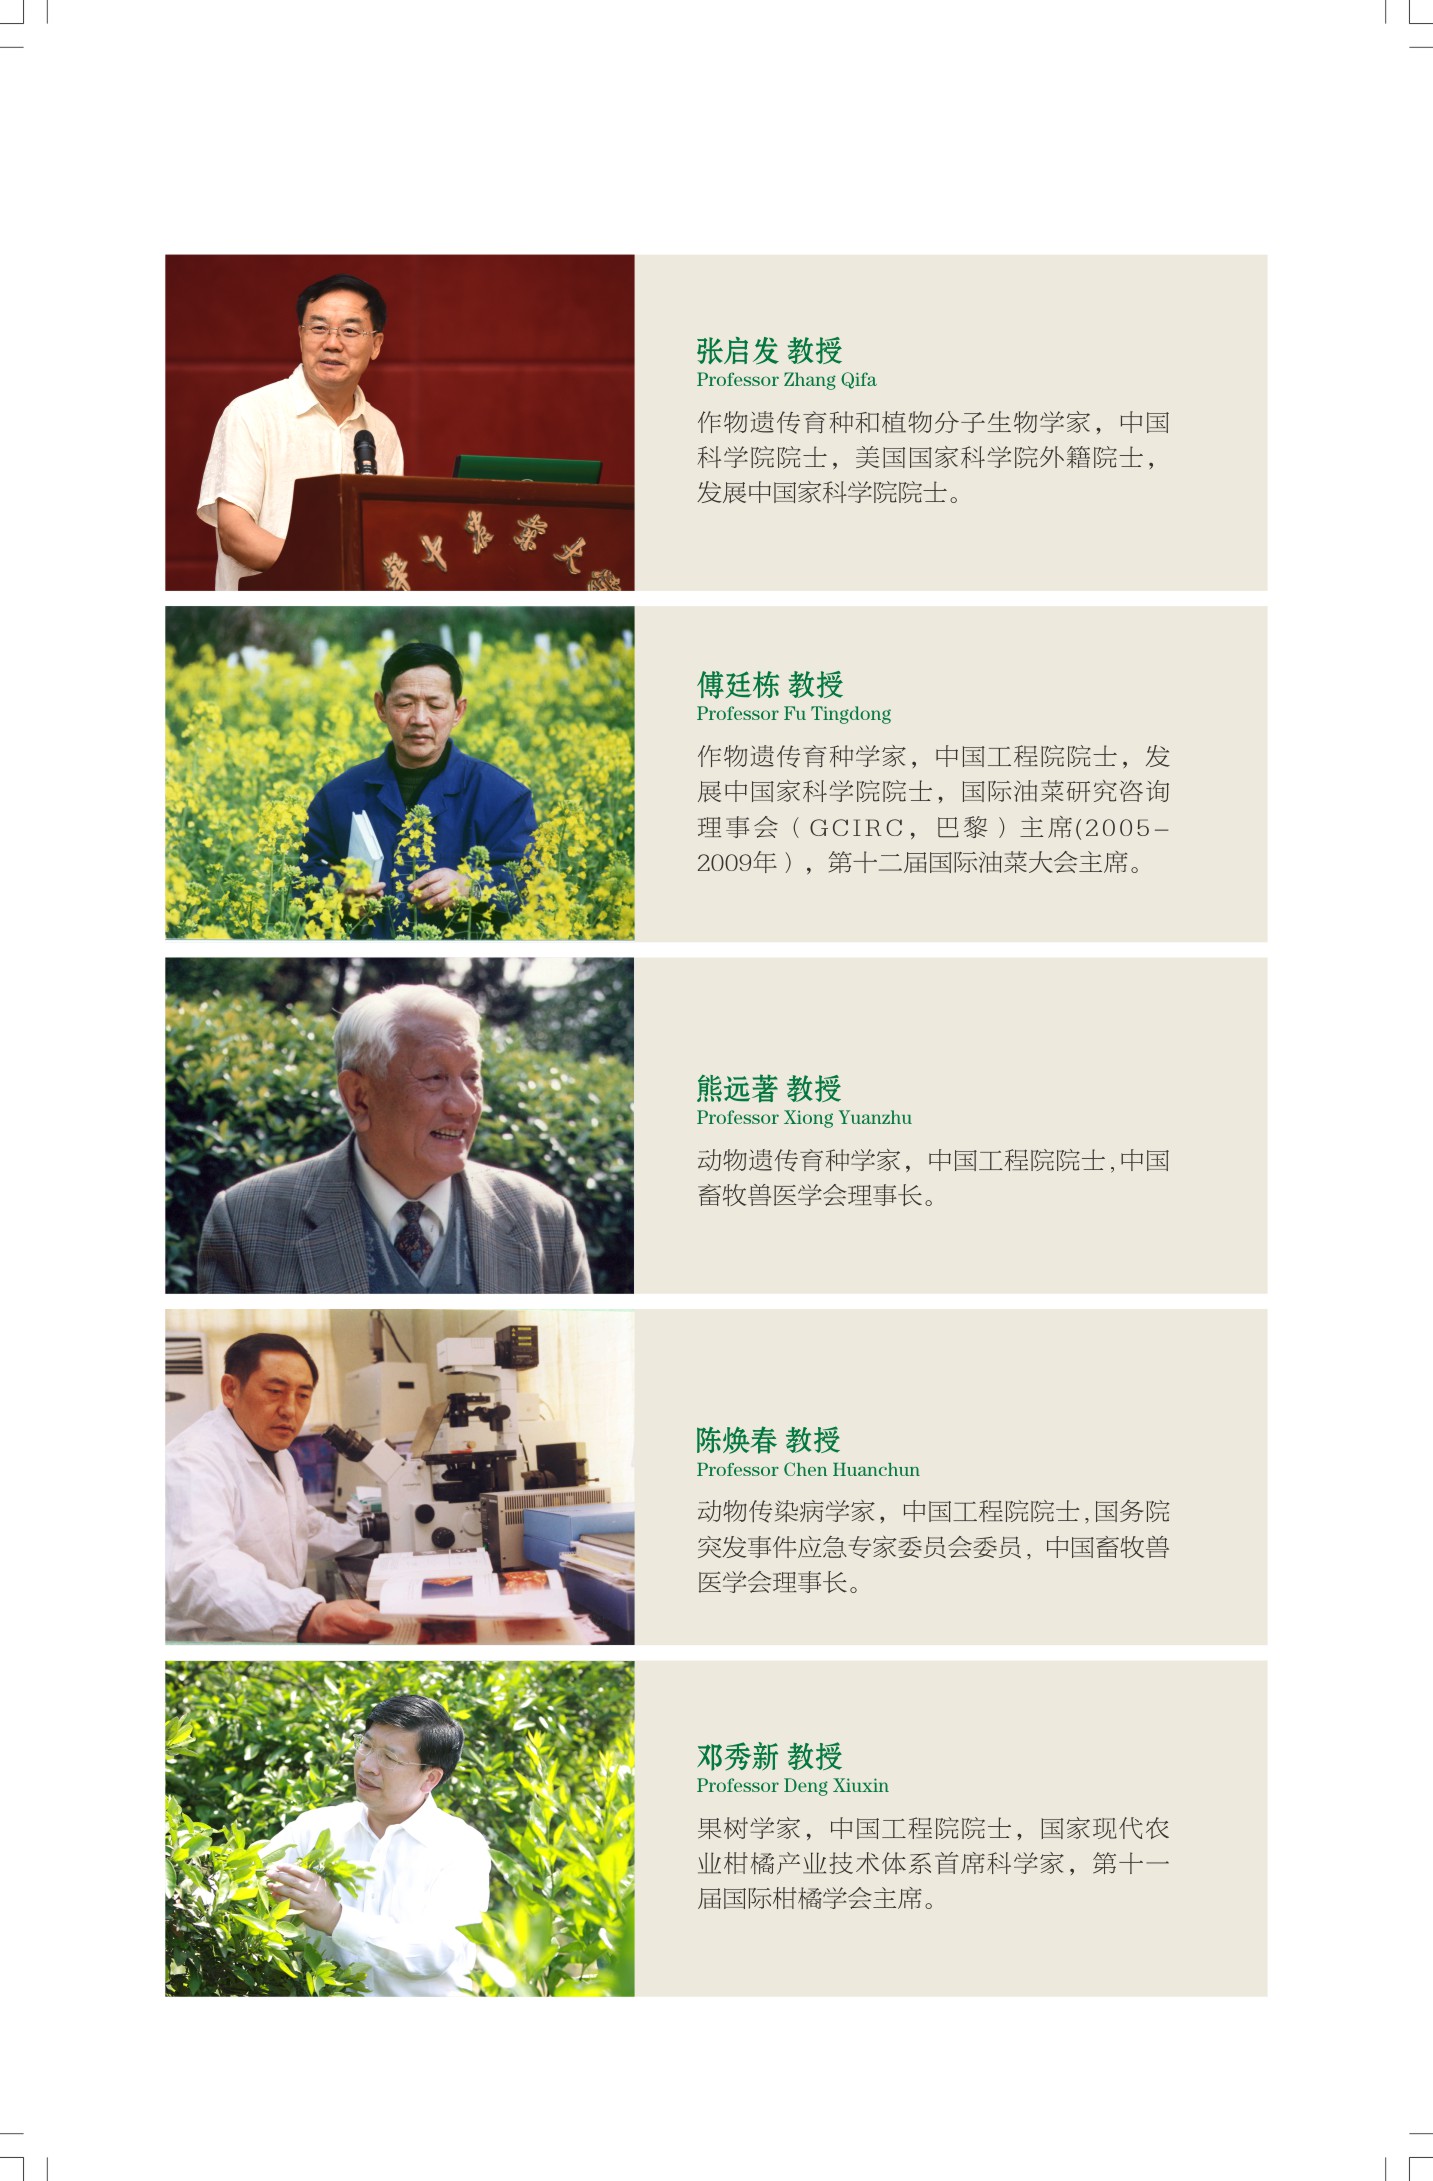 张启发 教授
Professor Zhang Qifa
作物遗传育种和植物分子生物学家，中国
科学院院士，美国国家科学院外籍院士，
发展中国家科学院院士。
华中农业大学
傅廷栋 教授
Professor Fu Tingdong
作物遗传育种学家，中国工程院院士，发
展中国家科学院院士，国际油菜研究咨询
理事会（GCIRC，巴黎）主席(2005–
2009年），第十二届国际油菜大会主席。
熊远著 教授
Professor Xiong Yuanzhu
动物遗传育种学家，中国工程院院士,中国
畜牧兽医学会理事长。
陈焕春 教授
Professor Chen Huanchun
动物传染病学家，中国工程院院士,国务院
突发事件应急专家委员会委员, 中国畜牧兽
医学会理事长。
邓秀新 教授
Professor Deng Xiuxin
果树学家，中国工程院院士，国家现代农
业柑橘产业技术体系首席科学家，第十一
届国际柑橘学会主席。